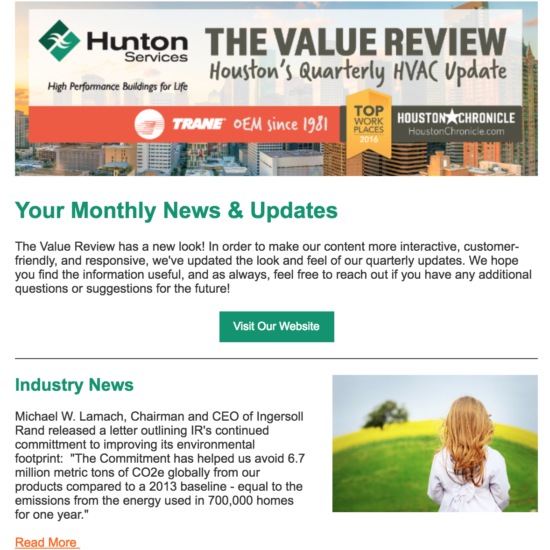 Hunton
Services
High Performance Buildings for Life
THE VALUE REVIEW
Houston's Quarterly HVAC Update
TRANE OEM since 1981
TOP
WORK
PLACES
2016
HOUSTON CHRONICLE
HoustonChronicle.com
Your Monthly News & Updates
The Value Review has a new look! In order to make our content more interactive, customer-
friendly, and responsive, we've updated the look and feel of our quarterly updates. We hope
you find the information useful, and as always, feel free to reach out if you have any additional
questions or suggestions for the future!
Visit Our Website
Industry News
Michael W. Lamach, Chairman and CEO of Ingersoll
Rand released a letter outlining IR's continued
commitment to improving its environmental
footprint:  "The Commitment has helped us avoid 6.7
million metric tons of CO2e globally from our
products compared to a 2013 baseline - equal to the
emissions from the energy used in 700,000 homes
for one year."
Read More